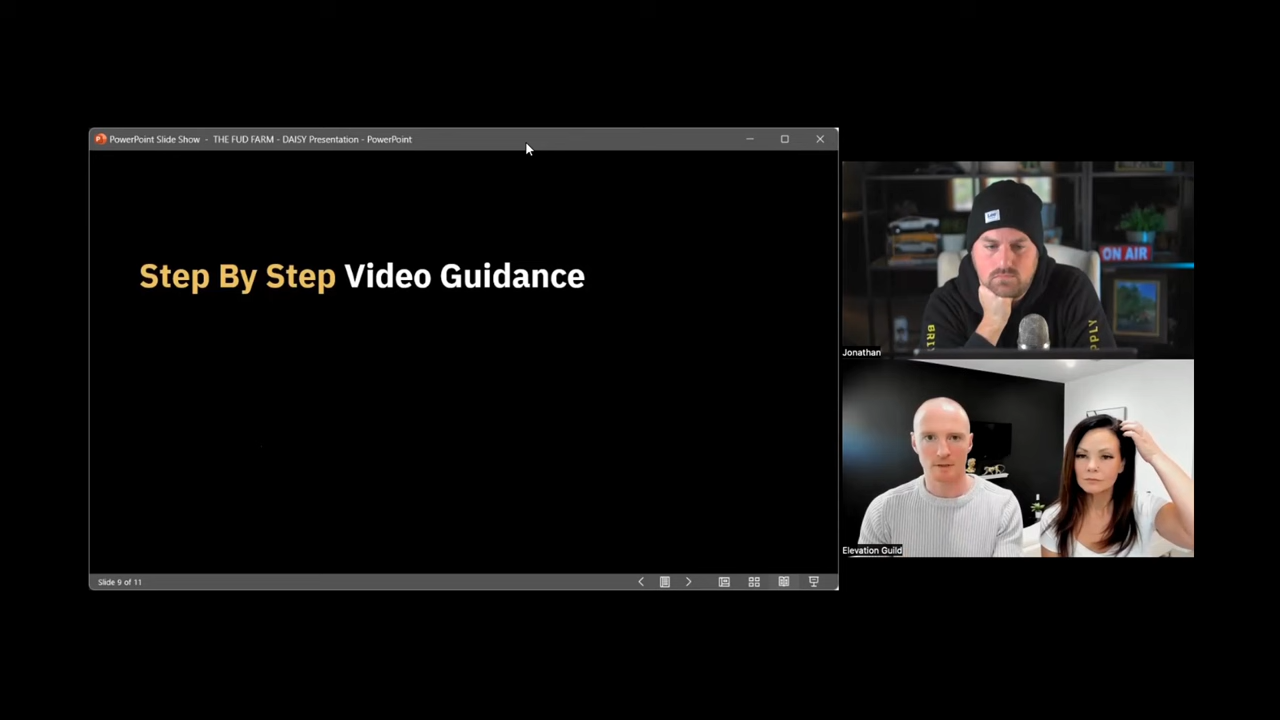 PowerPoint Slide Show - THE FUD FARM - DAISY Presentation - PowerPoint
Step By Step Video Guidance
Slide 9 of 11
ON AIR
Jonathan
Elevation Guild